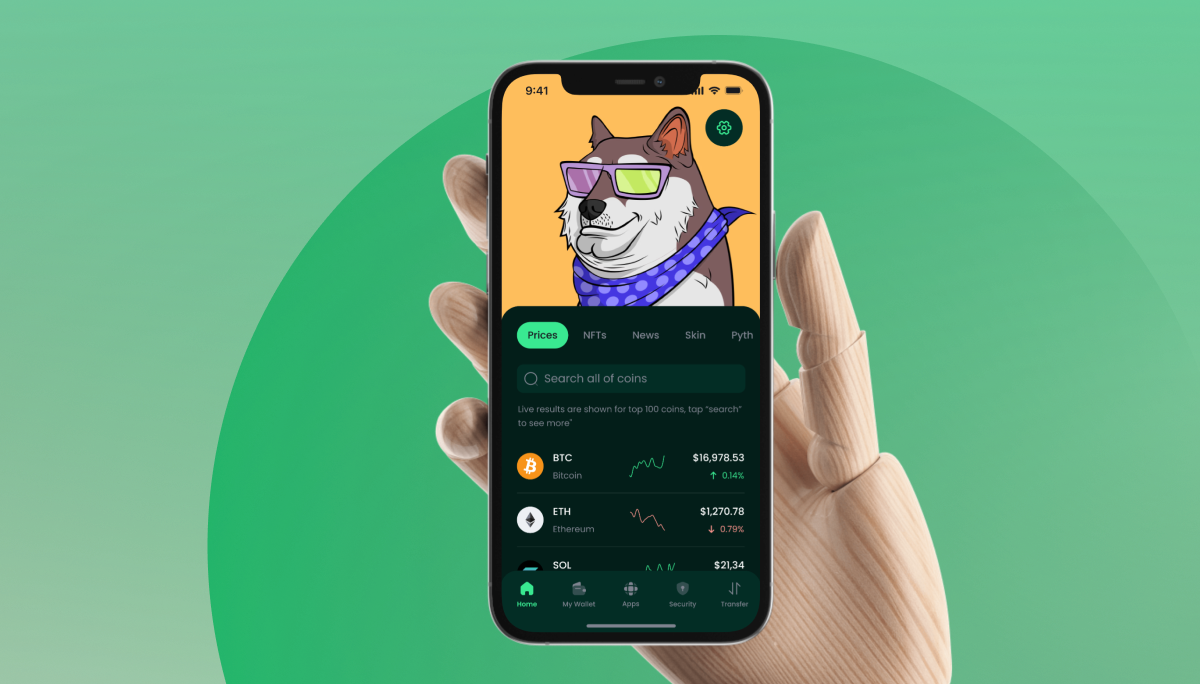 9:41
Prices NFTs News Skin Pyth
Search all of coins
Live results are shown for top 100 coins, tap “search”
to see more"
BTC $16,978.53
Bitcoin ↑ 0.14%
ETH $1,270.78
Ethereum ↓ 0.79%
SOL $21,34
Home My Wallet Apps Security Transfer